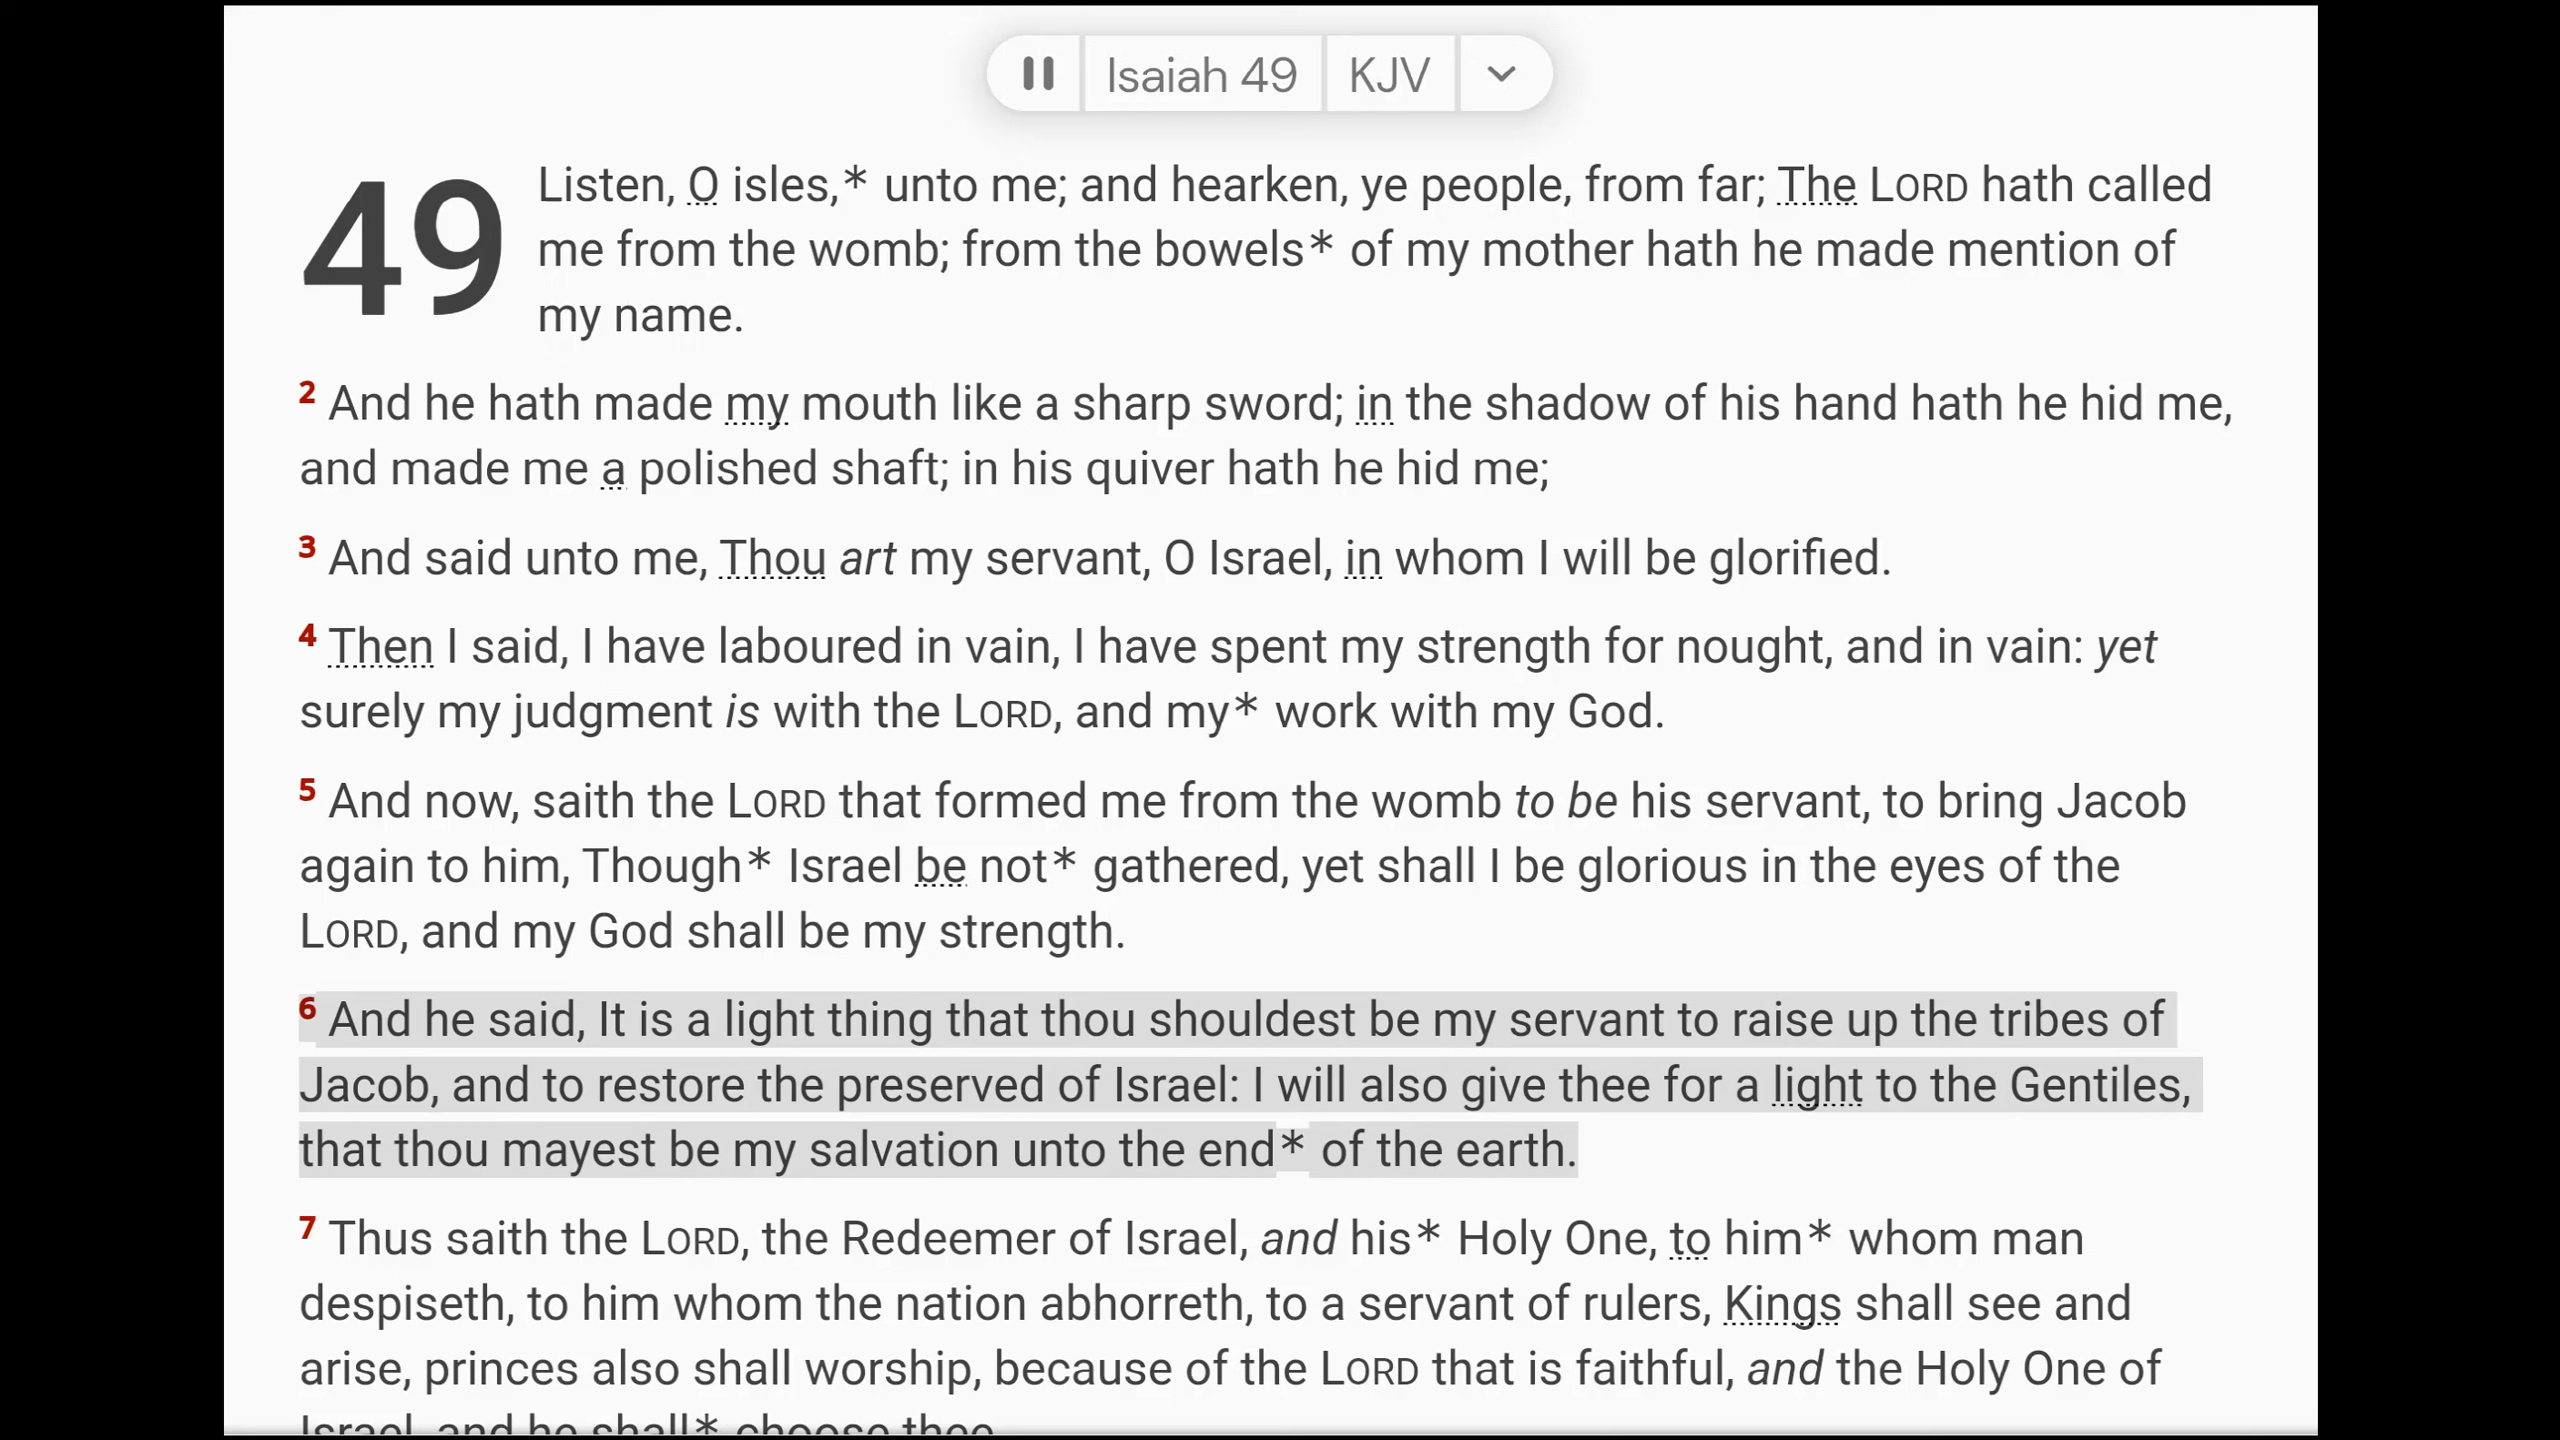 Isaiah 49 KJV
49 Listen, O isles,* unto me; and hearken, ye people, from far; The LORD hath called
me from the womb; from the bowels* of my mother hath he made mention of
my name.
2 And he hath made my mouth like a sharp sword; in the shadow of his hand hath he hid me,
and made me a polished shaft; in his quiver hath he hid me;
3 And said unto me, Thou art my servant, O Israel, in whom I will be glorified.
4 Then I said, I have laboured in vain, I have spent my strength for nought, and in vain: yet
surely my judgment is with the LORD, and my* work with my God.
5 And now, saith the LORD that formed me from the womb to be his servant, to bring Jacob
again to him, Though* Israel be not* gathered, yet shall I be glorious in the eyes of the
LORD, and my God shall be my strength.
6 And he said, It is a light thing that thou shouldest be my servant to raise up the tribes of
Jacob, and to restore the preserved of Israel: I will also give thee for a light to the Gentiles,
that thou mayest be my salvation unto the end* of the earth.
7 Thus saith the LORD, the Redeemer of Israel, and his* Holy One, to him* whom man
despiseth, to him whom the nation abhorreth, to a servant of rulers, Kings shall see and
arise, princes also shall worship, because of the LORD that is faithful, and the Holy One of
Israel, and he shall* choose thee.